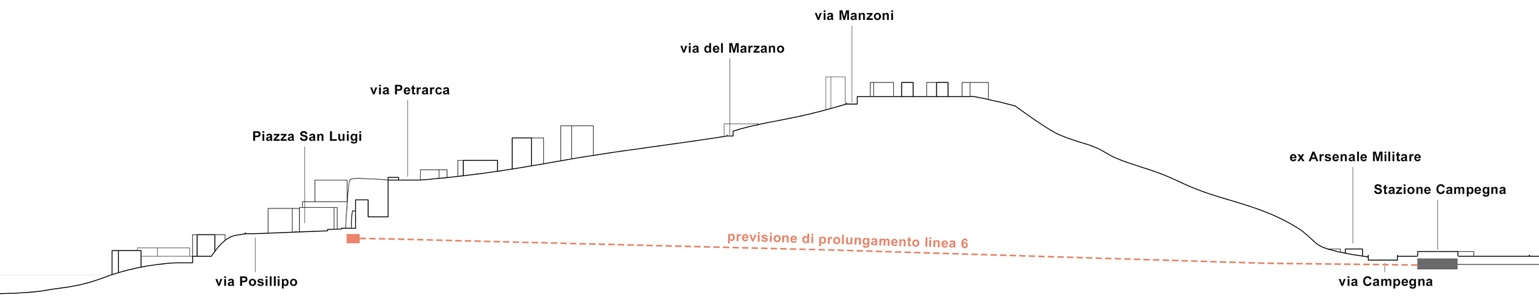 via Manzoni
via del Marzano
via Petrarca
Piazza San Luigi
ex Arsenale Militare
Stazione Campegna
previsione di prolungamento linea 6
via Posillipo
via Campegna